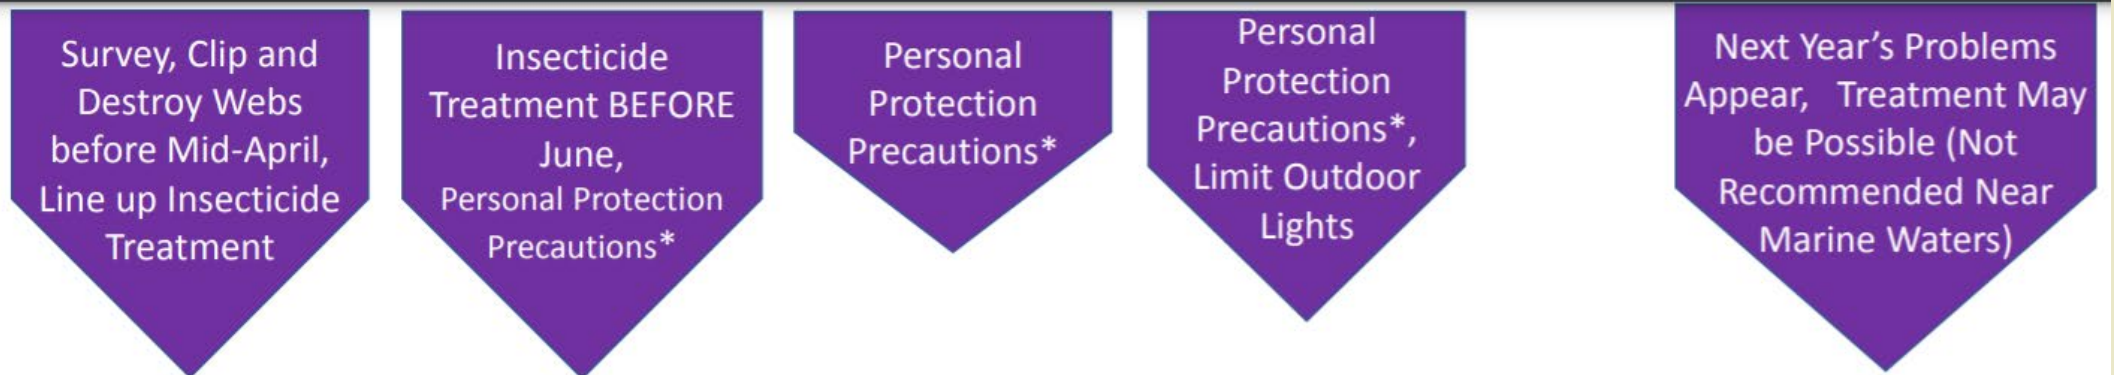 Survey, Clip and
Destroy Webs
before Mid-April,
Line up Insecticide
Treatment
Insecticide
Treatment BEFORE
June,
Personal Protection
Precautions*
Personal
Protection
Precautions*
Personal
Protection
Precautions*,
Limit Outdoor
Lights
Next Year’s Problems
Appear,   Treatment May
be Possible (Not
Recommended Near
Marine Waters)